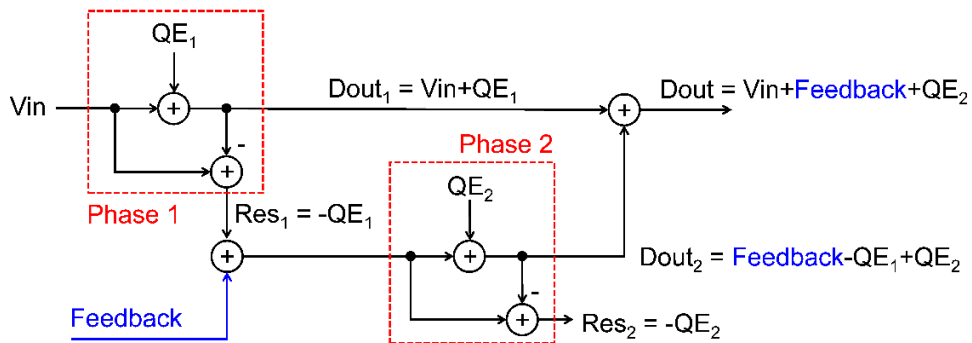 QE₁
Vin
Dout₁ = Vin+QE₁
Dout = Vin+Feedback+QE₂
-
+
+
+
Phase 1
Phase 2
Res₁ = -QE₁
QE₂
+
+
Dout₂ = Feedback-QE₁+QE₂
-
Feedback
+
Res₂ = -QE₂